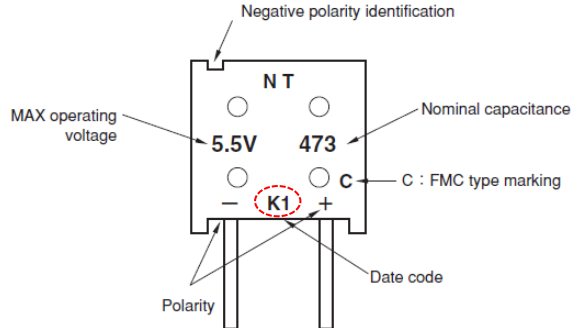 Negative polarity identification
N T
MAX operating
voltage
5.5V 473
Nominal capacitance
C
C : FMC type marking
− K1 +
Date code
Polarity